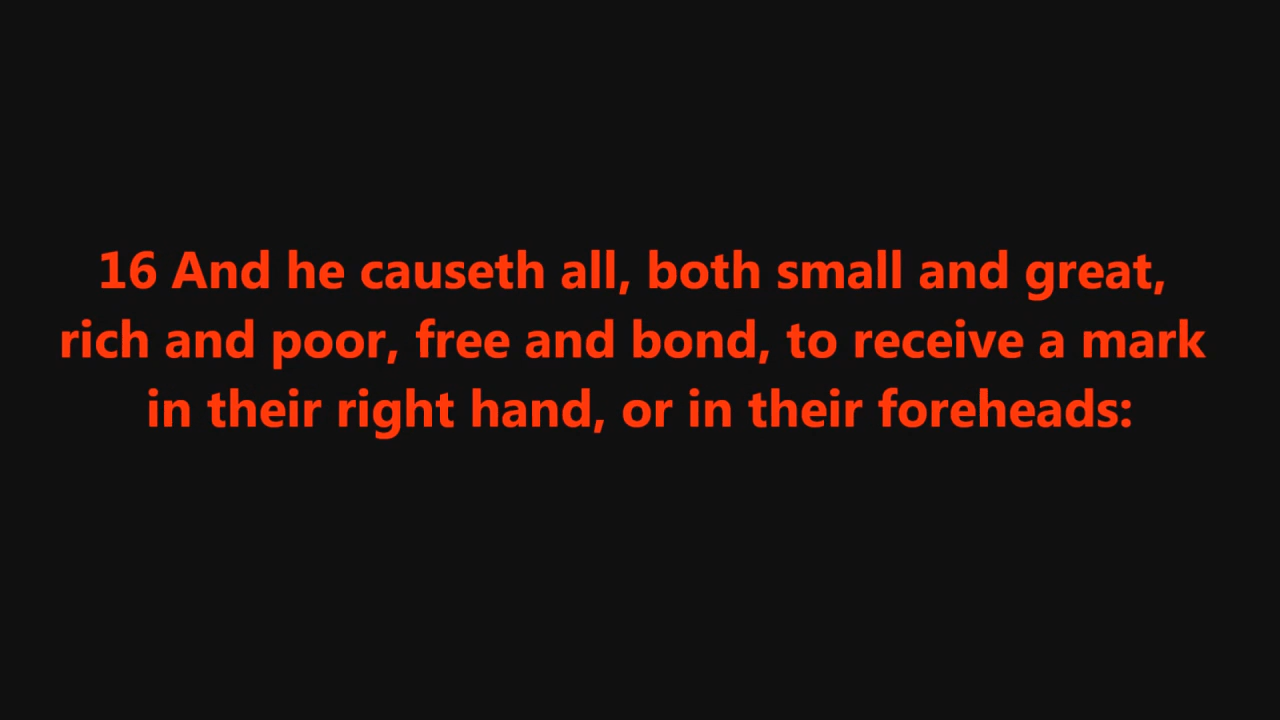 16 And he causeth all, both small and great,
rich and poor, free and bond, to receive a mark
in their right hand, or in their foreheads: